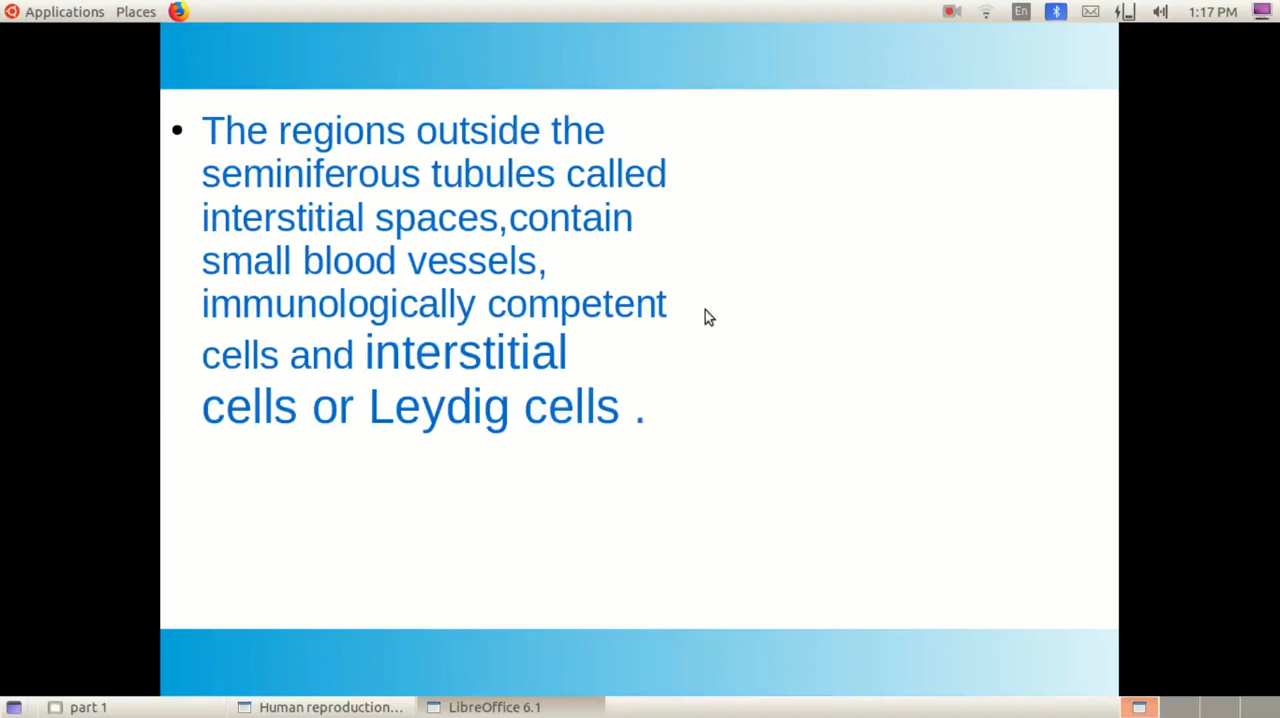 Applications Places En 1:17 PM
• The regions outside the
seminiferous tubules called
interstitial spaces,contain
small blood vessels,
immunologically competent
cells and interstitial
cells or Leydig cells .
part 1 Human reproduction... LibreOffice 6.1